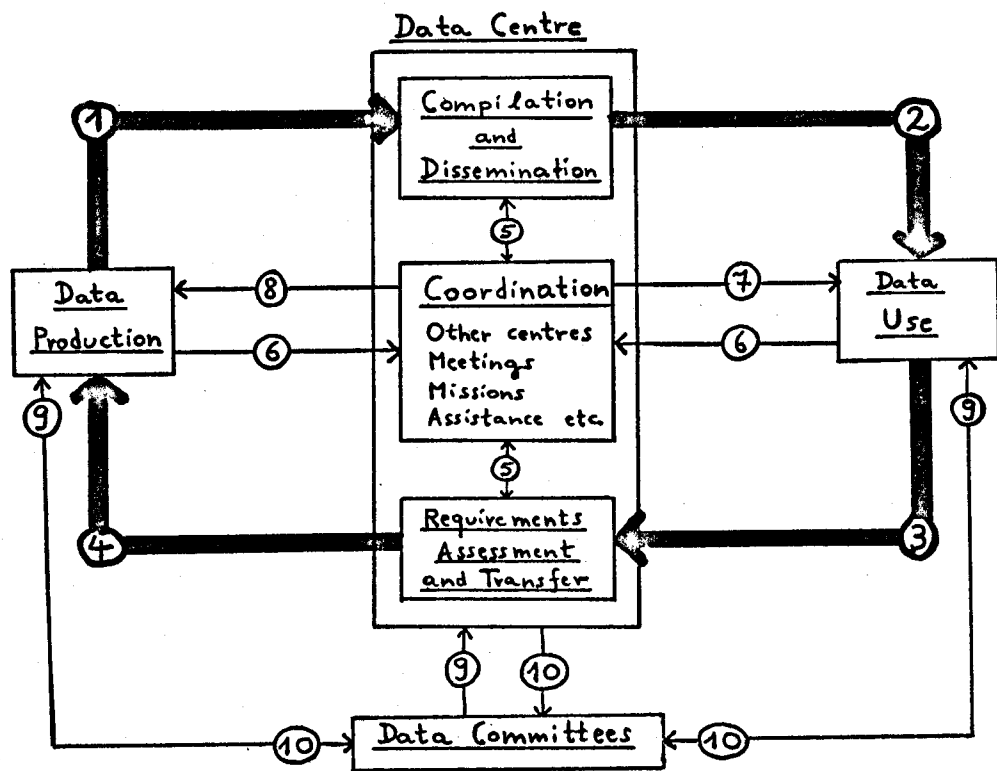 Data Centre
Compilation
and
Dissemination
1
2
5
Data
Production
8
6
Coordination
Other centres
Meetings
Missions
Assistance etc.
7
6
Data
Use
9
9
5
4
Requirements
Assessment
and Transfer
3
9
10
10
Data Committees
10